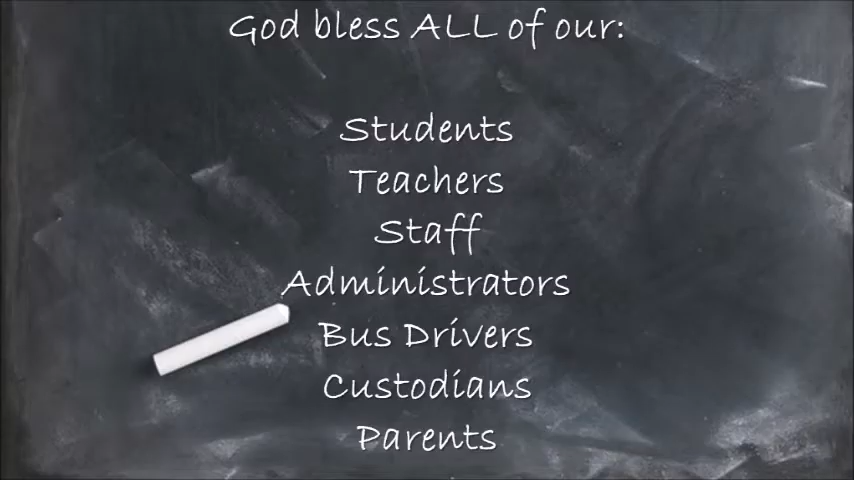 God bless ALL of our:
Students
Teachers
Staff
Administrators
Bus Drivers
Custodians
Parents